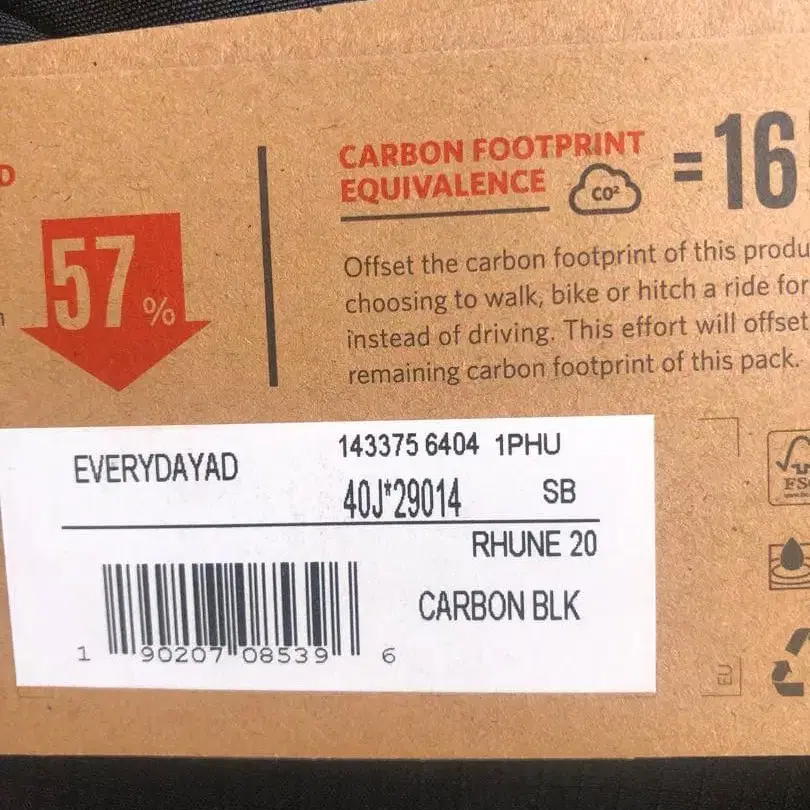 D
57%
CARBON FOOTPRINT
EQUIVALENCE
CO²
= 16
Offset the carbon footprint of this produ
choosing to walk, bike or hitch a ride for
instead of driving. This effort will offset
remaining carbon footprint of this pack.
EVERYDAYAD
143375 6404 1PHU
40J*29014 SB
RHUNE 20
CARBON BLK
1 90207 08539 6
FS
EU